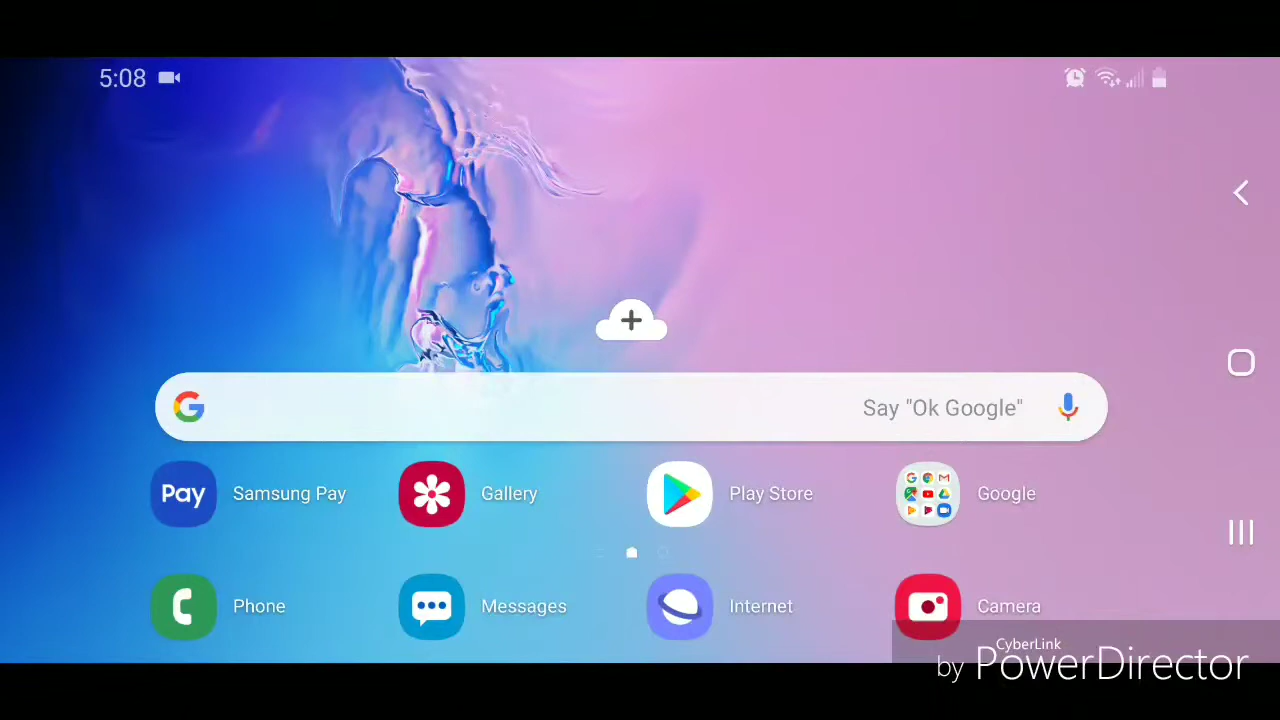 5:08
Say "Ok Google"
Pay Samsung Pay
Gallery
Play Store
Google
Phone
Messages
Internet
Camera
CyberLink
by PowerDirector